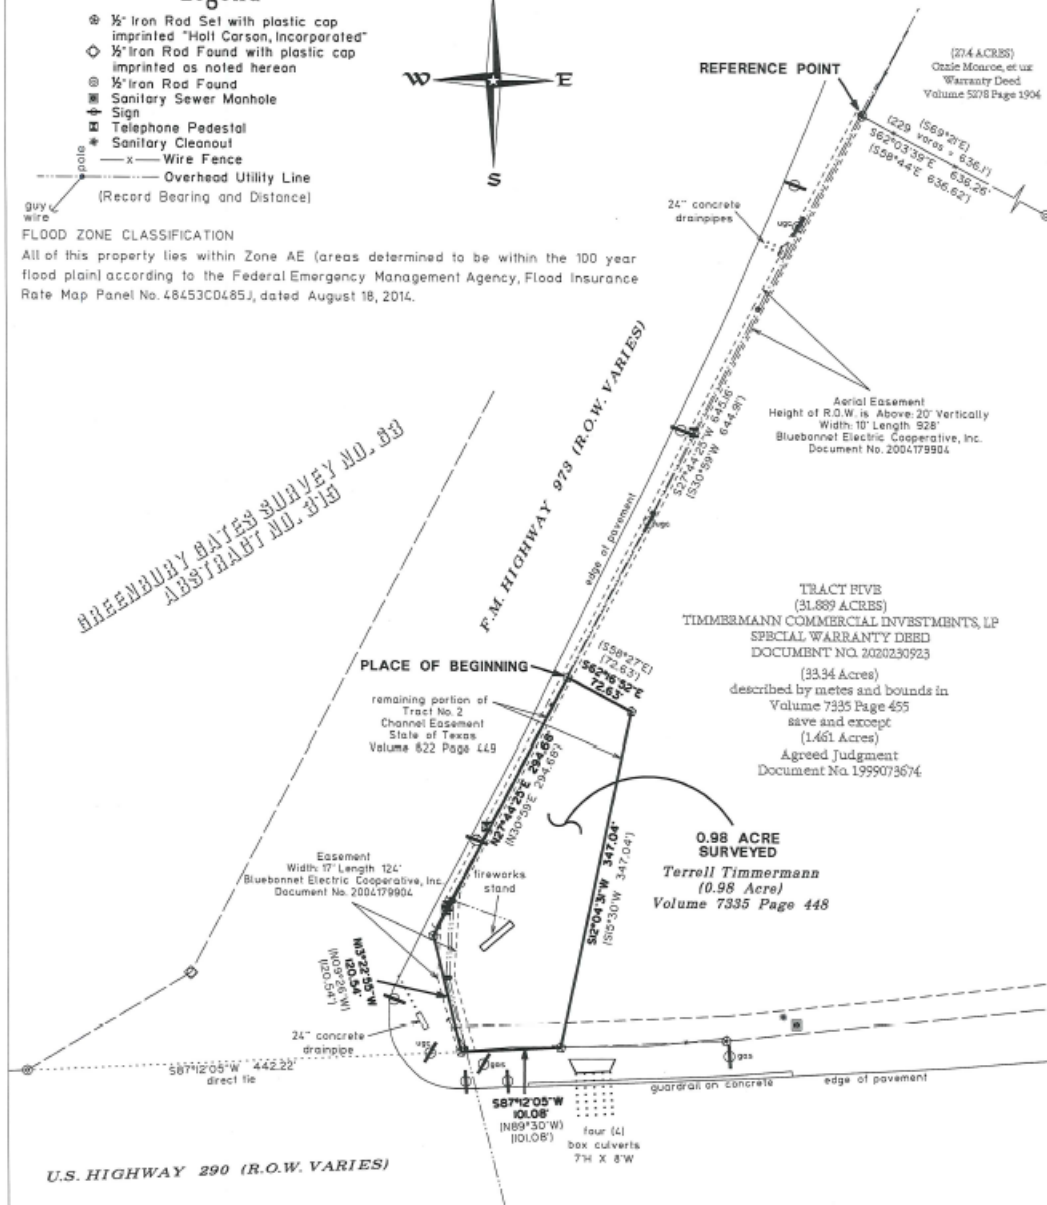 ½" Iron Rod Set with plastic cap
imprinted "Holt Carson, Incorporated"
½" Iron Rod Found with plastic cap
imprinted as noted hereon
½" Iron Rod Found
Sanitary Sewer Manhole
Sign
Telephone Pedestal
Sanitary Cleanout
x Wire Fence
Overhead Utility Line
(Record Bearing and Distance)
pole
guy
wire
W E
S
FLOOD ZONE CLASSIFICATION
All of this property lies within Zone AE (areas determined to be within the 100 year
flood plain) according to the Federal Emergency Management Agency, Flood Insurance
Rate Map Panel No. 48453C0485J, dated August 18, 2014.
REFERENCE POINT
(27.4 ACRES)
Ozzie Monroe, et ux
Warranty Deed
Volume 5278 Page 1904
(S69°21'E)
(229 varas = 636.1')
S62°03'39"E 636.26'
(S58°44'E 636.62')
24" concrete
drainpipes
ugc
Aerial Easement
Height of R.O.W. is Above: 20' Vertically
Width: 10' Length 928'
Bluebonnet Electric Cooperative, Inc.
Document No. 2004179904
S27°44'25"W 645.16'
(S30°59'W 644.91')
ugc
edge of pavement
F.M. HIGHWAY 973 (R.O.W. VARIES)
GREENBURY GATES SURVEY NO. 63
ABSTRACT NO. 315
TRACT FIVE
(31.889 ACRES)
TIMMERMANN COMMERCIAL INVESTMENTS, LP
SPECIAL WARRANTY DEED
DOCUMENT NO. 2020230923
(33.34 Acres)
described by metes and bounds in
Volume 7335 Page 455
save and except
(1.461 Acres)
Agreed Judgment
Document No. 1999073674
PLACE OF BEGINNING
(S58°27'E)
(72.63')
S62°16'52"E
72.63'
remaining portion of
Tract No. 2
Channel Easement
State of Texas
Volume 622 Page 449
N27°44'25"E 294.68'
(N30°59'E 294.68')
0.98 ACRE
SURVEYED
Terrell Timmermann
(0.98 Acre)
Volume 7335 Page 448
S12°04'31"W 347.04'
(S15°30'W 347.04')
Easement
Width: 17' Length 124'
Bluebonnet Electric Cooperative, Inc.
Document No. 2004179904
fireworks
stand
N13°22'55"W
120.54'
(N09°26'W)
(120.54')
24" concrete
drainpipe
ugc
gas
gas
S87°12'05"W 442.22'
direct tie
S87°12'05"W
101.08'
(N89°30'W)
(101.08')
four (4)
box culverts
7'H X 8'W
guardrail on concrete
edge of pavement
U.S. HIGHWAY 290 (R.O.W. VARIES)